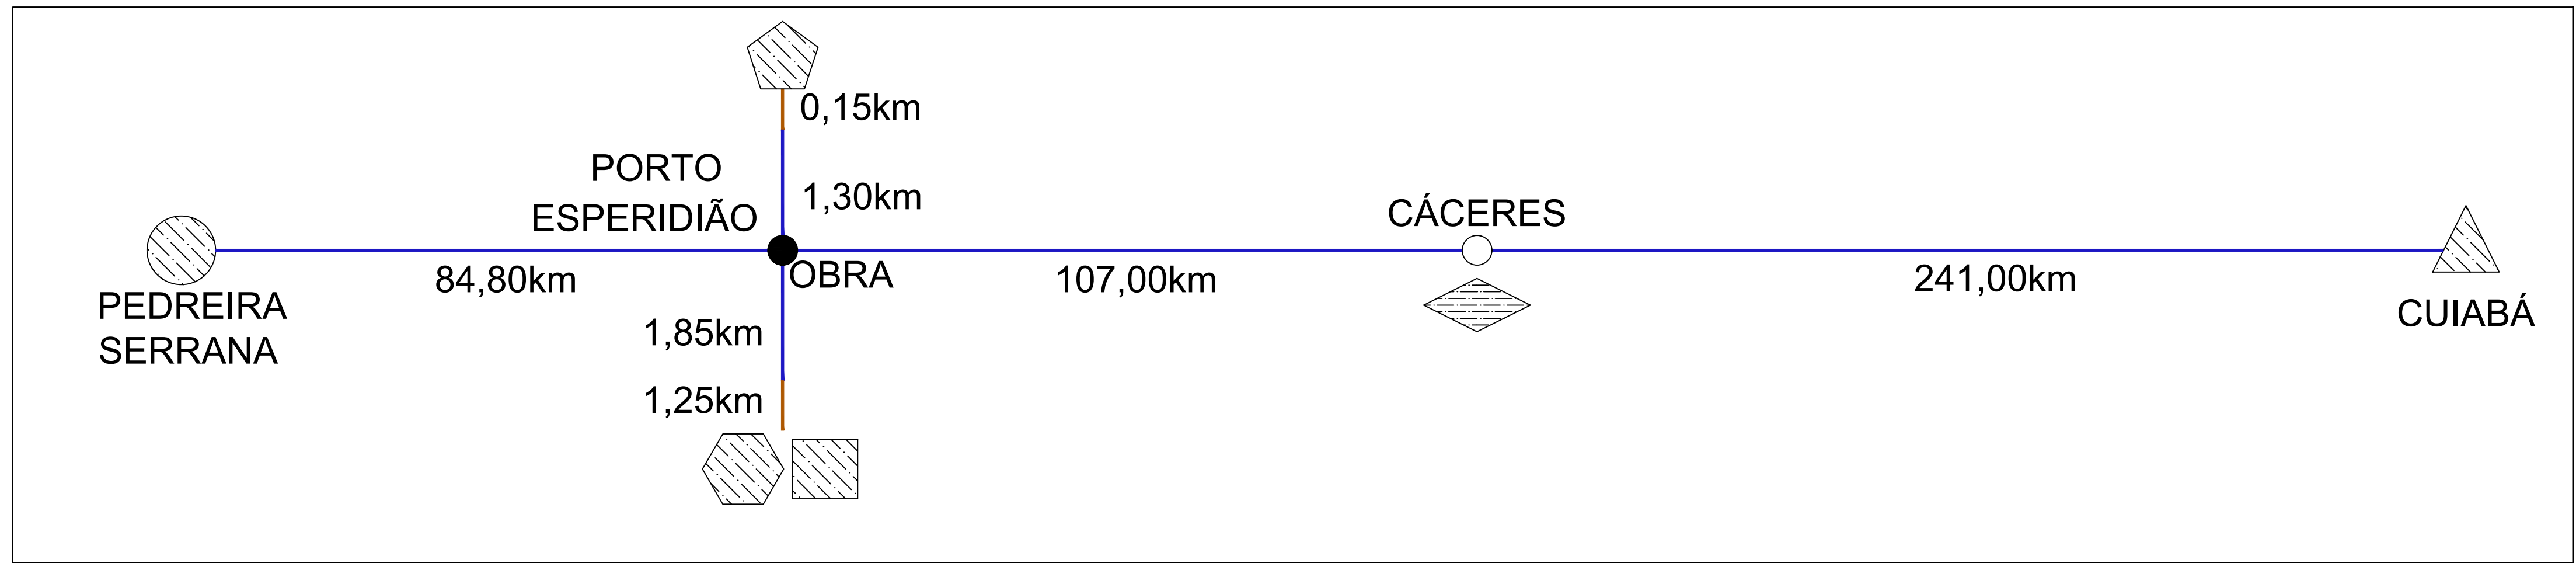 0,15km
PORTO
ESPERIDIÃO
1,30km
CÁCERES
OBRA
84,80km
107,00km
241,00km
PEDREIRA
SERRANA
CUIABÁ
1,85km
1,25km